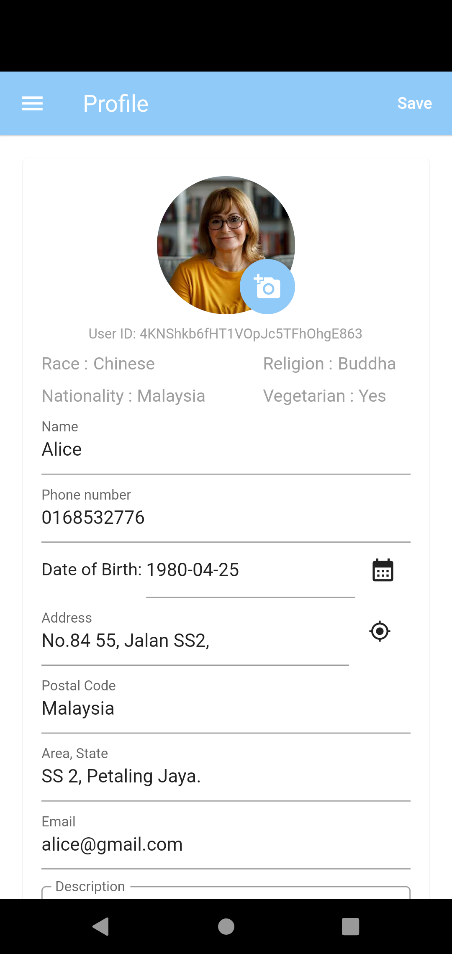 Profile
Save
User ID: 4KNShkb6fHT1VOpJc5TFhOhgE863
Race : Chinese
Religion : Buddha
Nationality : Malaysia
Vegetarian : Yes
Name
Alice
Phone number
0168532776
Date of Birth: 1980-04-25
Address
No.84 55, Jalan SS2,
Postal Code
Malaysia
Area, State
SS 2, Petaling Jaya.
Email
alice@gmail.com
Description